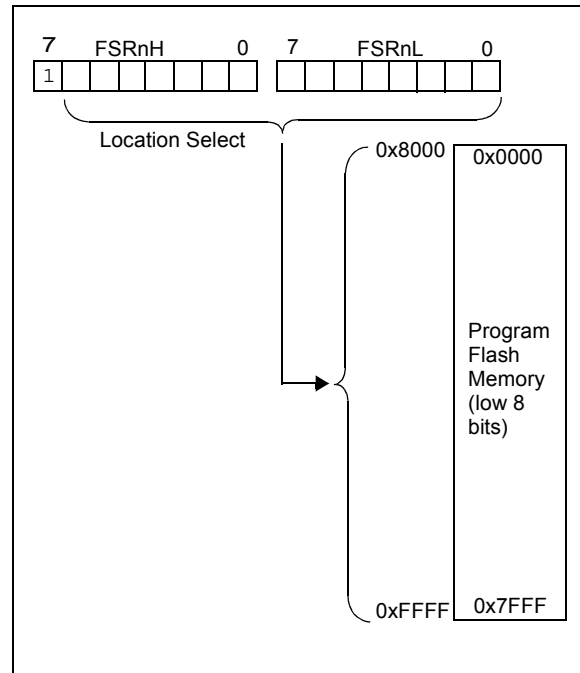 7 FSRnH 0 7 FSRnL 0
1
Location Select
0x8000 0x0000
Program
Flash
Memory
(low 8
bits)
0xFFFF 0x7FFF